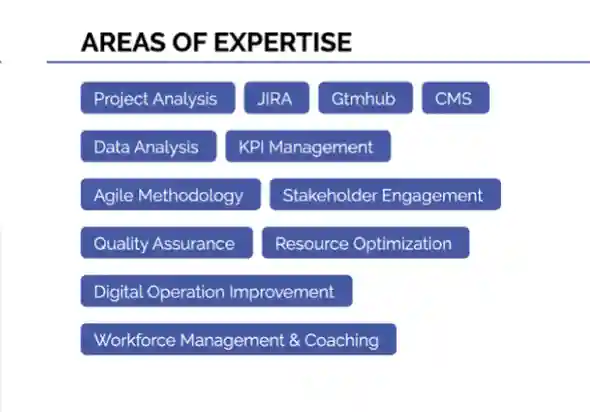 AREAS OF EXPERTISE
Project Analysis JIRA Gtmhub CMS
Data Analysis KPI Management
Agile Methodology Stakeholder Engagement
Quality Assurance Resource Optimization
Digital Operation Improvement
Workforce Management & Coaching